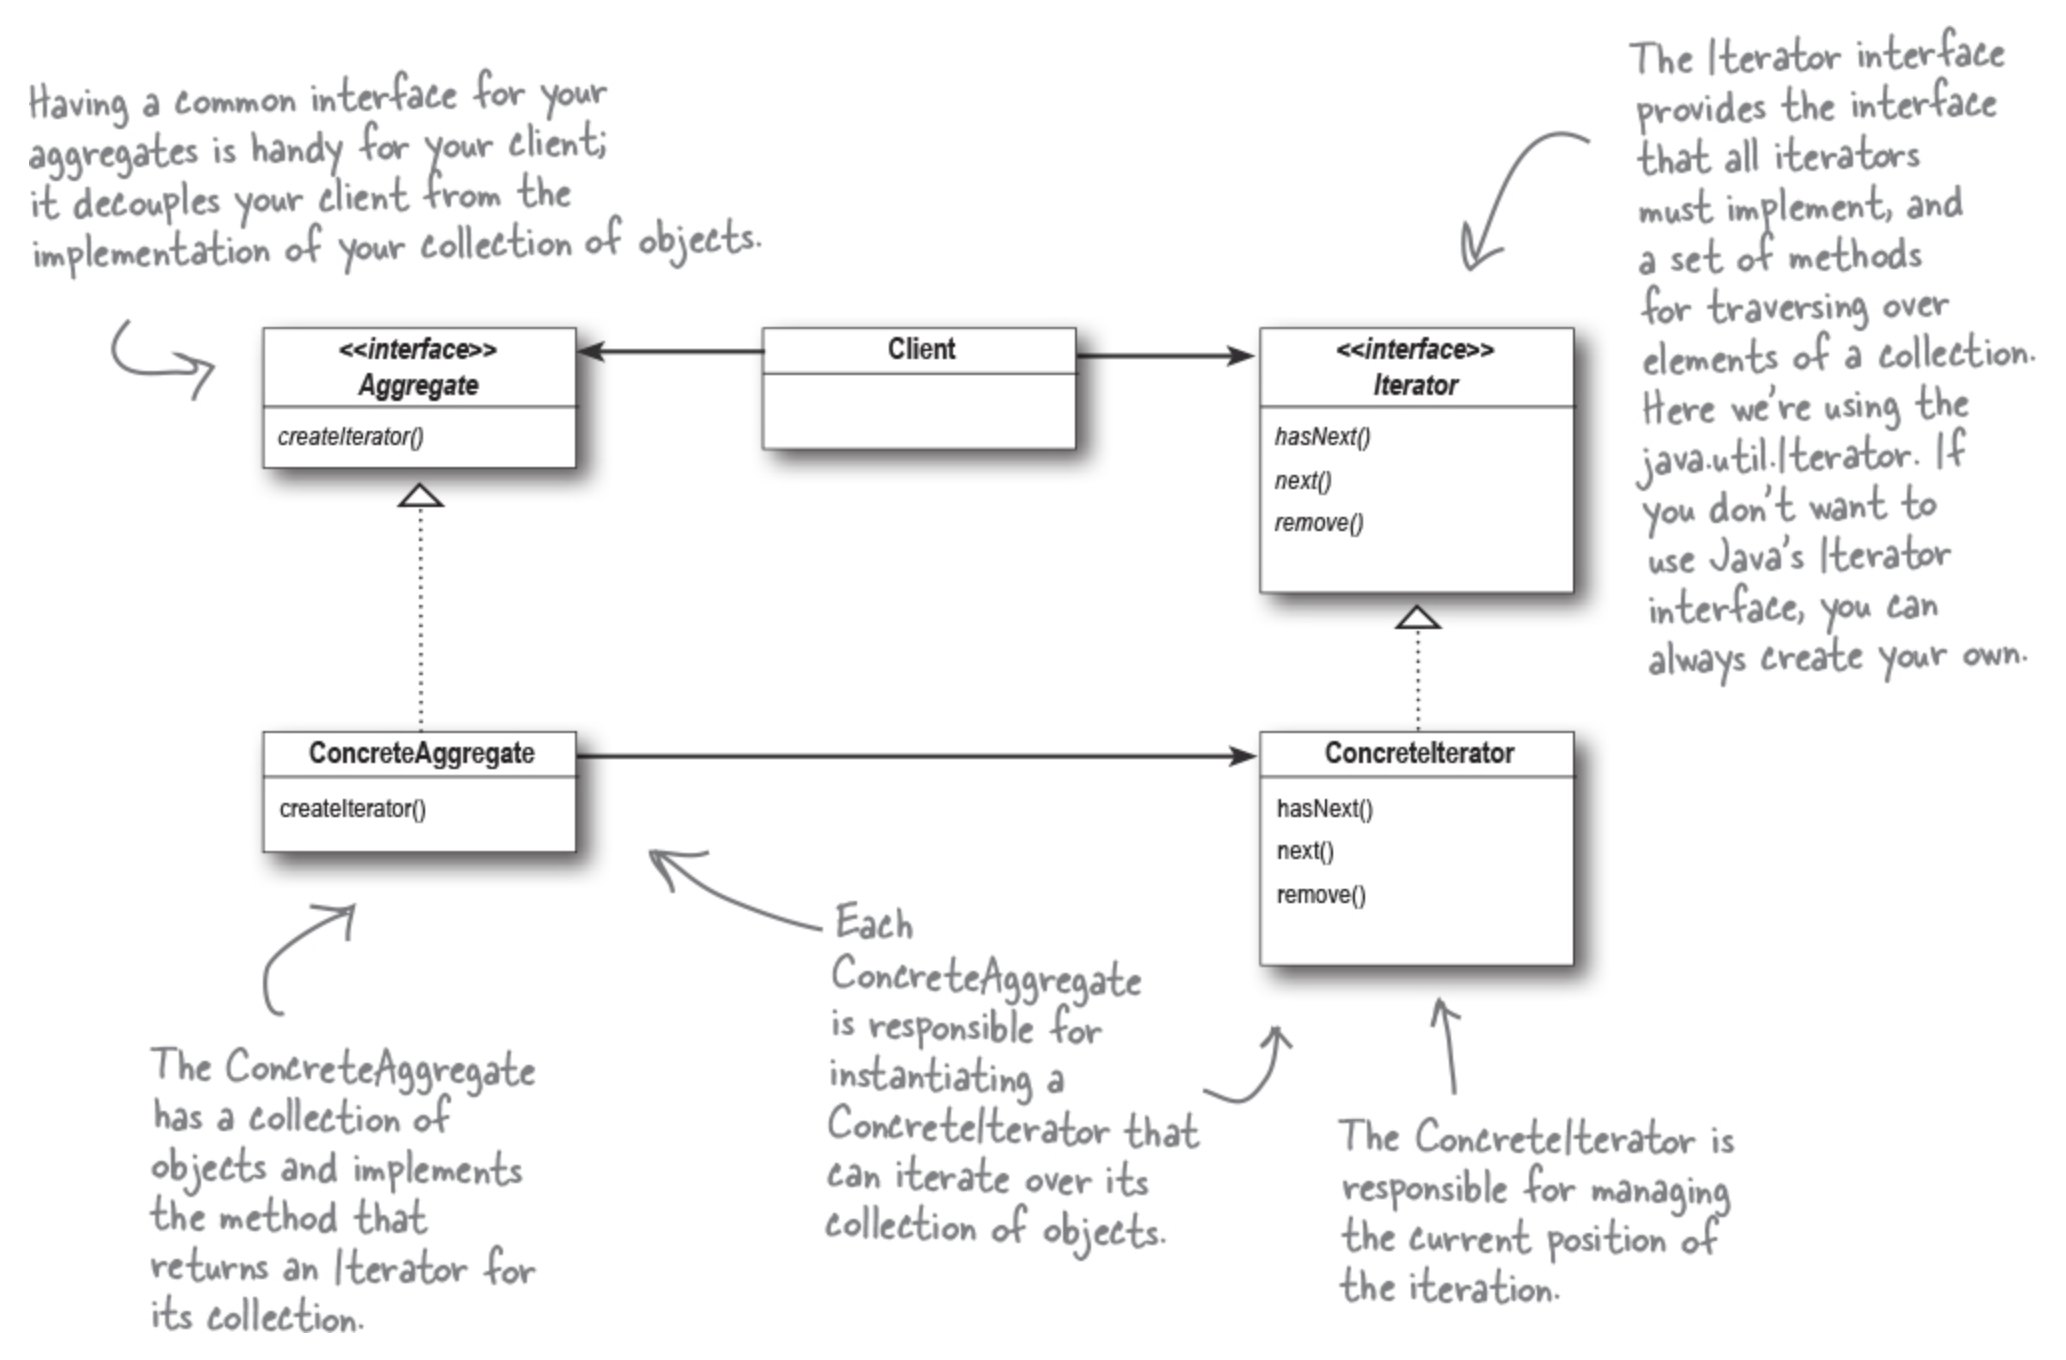 Having a common interface for your
aggregates is handy for your client;
it decouples your client from the
implementation of your collection of objects.
The Iterator interface
provides the interface
that all iterators
must implement, and
a set of methods
for traversing over
elements of a collection.
Here we're using the
java.util.Iterator. If
you don't want to
use Java's Iterator
interface, you can
always create your own.
<<interface>>
Aggregate
createIterator()
Client
<<interface>>
Iterator
hasNext()
next()
remove()
ConcreteAggregate
createIterator()
ConcreteIterator
hasNext()
next()
remove()
The ConcreteAggregate
has a collection of
objects and implements
the method that
returns an Iterator for
its collection.
Each
ConcreteAggregate
is responsible for
instantiating a
ConcreteIterator that
can iterate over its
collection of objects.
The ConcreteIterator is
responsible for managing
the current position of
the iteration.